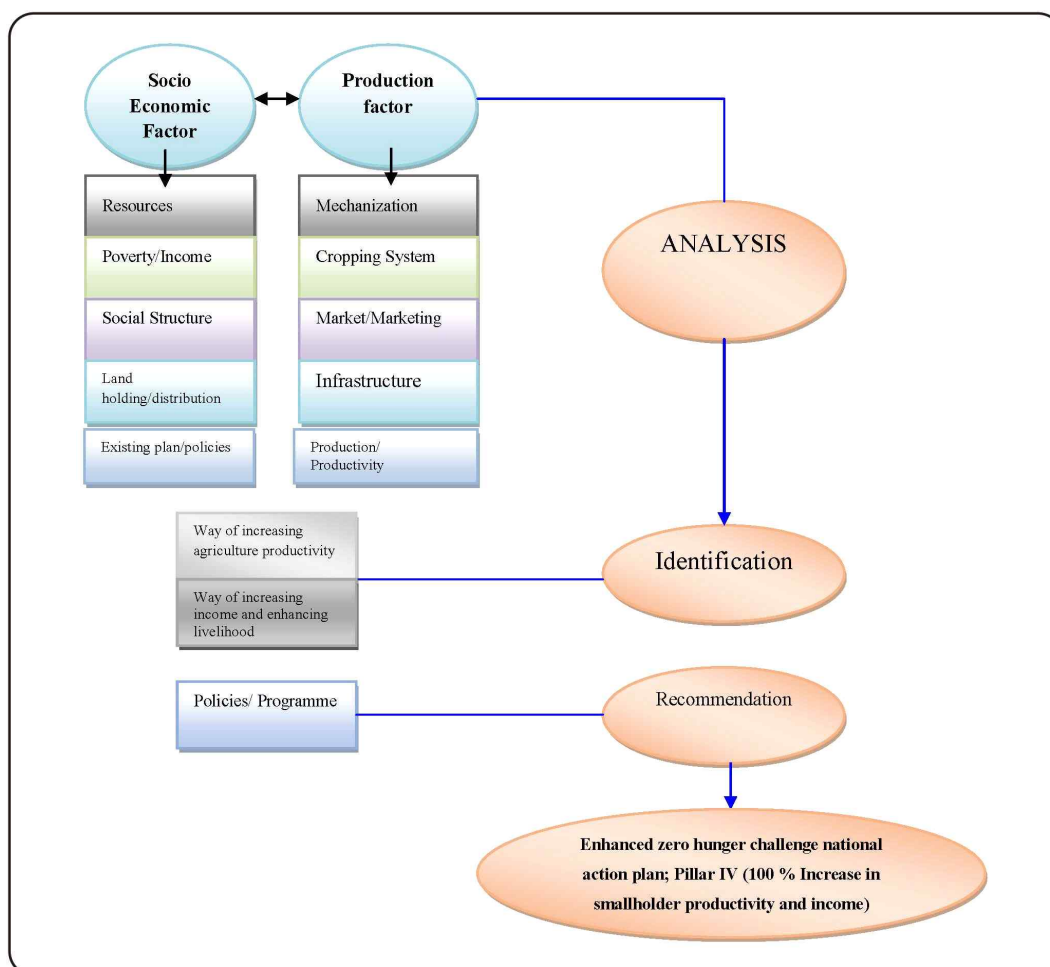 Socio
Economic
Factor
Production
factor
Resources
Poverty/Income
Social Structure
Land
holding/distribution
Existing plan/policies
Mechanization
Cropping System
Market/Marketing
Infrastructure
Production/
Productivity
ANALYSIS
Way of increasing
agriculture productivity
Way of increasing
income and enhancing
livelihood
Identification
Policies/ Programme
Recommendation
Enhanced zero hunger challenge national
action plan; Pillar IV (100 % Increase in
smallholder productivity and income)